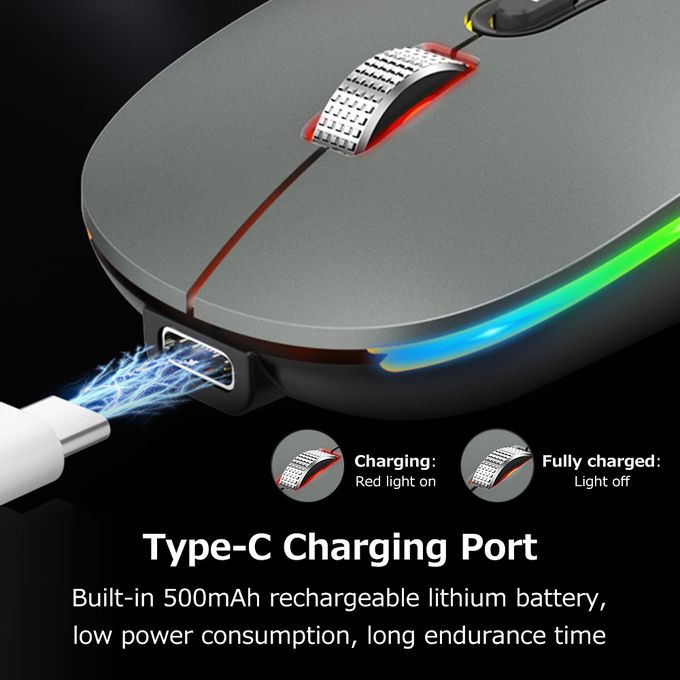 Charging:
Red light on
Fully charged:
Light off
Type-C Charging Port
Built-in 500mAh rechargeable lithium battery,
low power consumption, long endurance time